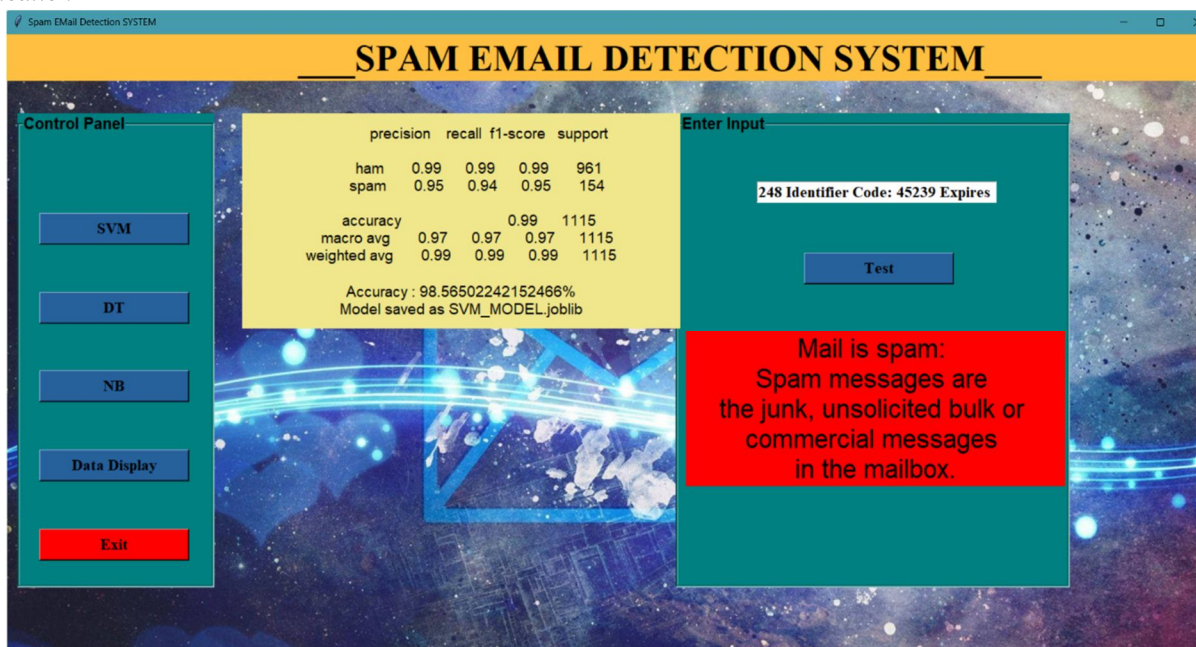 Spam EMail Detection SYSTEM
___SPAM EMAIL DETECTION SYSTEM___
Control Panel
SVM
DT
NB
Data Display
Exit
precision recall f1-score support
ham 0.99 0.99 0.99 961
spam 0.95 0.94 0.95 154
accuracy 0.99 1115
macro avg 0.97 0.97 0.97 1115
weighted avg 0.99 0.99 0.99 1115
Accuracy : 98.56502242152466%
Model saved as SVM_MODEL.joblib
Enter Input
248 Identifier Code: 45239 Expires
Test
Mail is spam:
Spam messages are
the junk, unsolicited bulk or
commercial messages
in the mailbox.